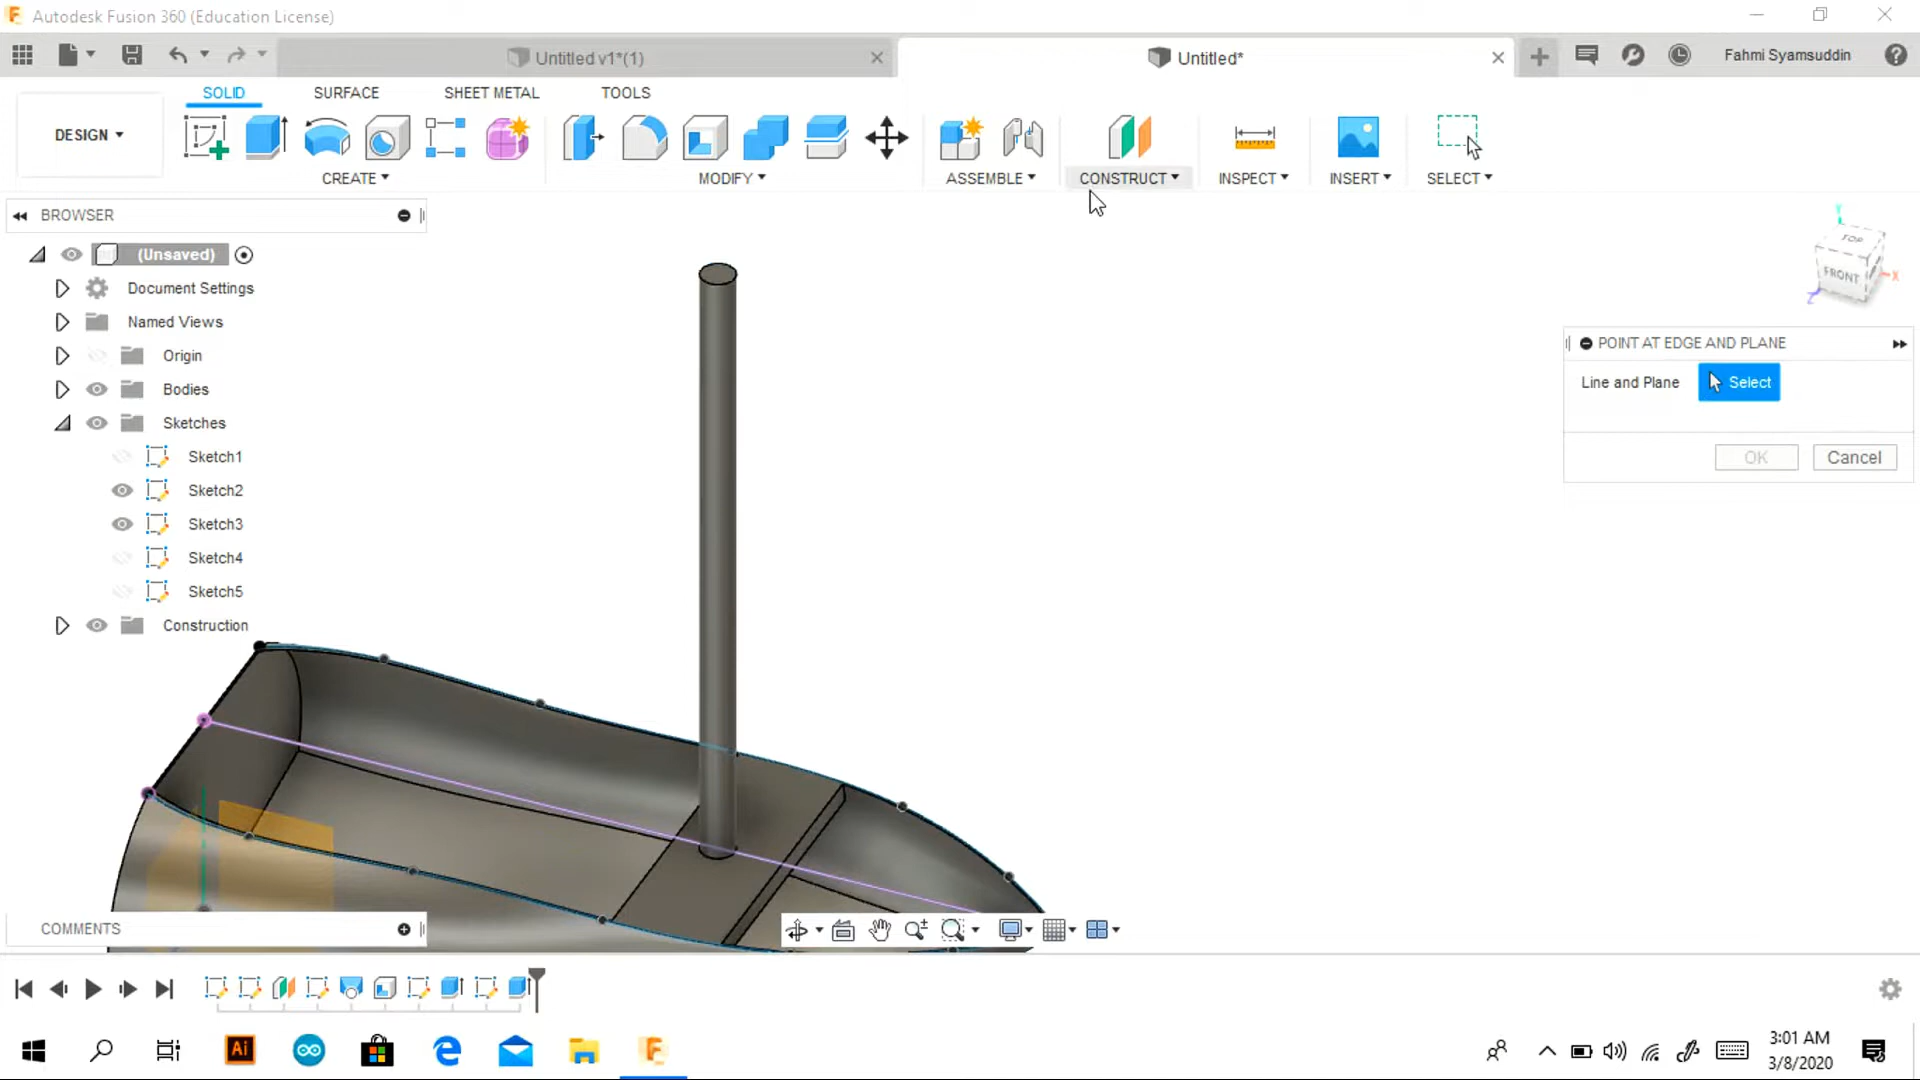 Autodesk Fusion 360 (Education License)
Untitled v1*(1)
Untitled*
Fahmi Syamsuddin
DESIGN
SOLID
SURFACE
SHEET METAL
TOOLS
CREATE
MODIFY
ASSEMBLE
CONSTRUCT
INSPECT
INSERT
SELECT
BROWSER
(Unsaved)
Document Settings
Named Views
Origin
Bodies
Sketches
Sketch1
Sketch2
Sketch3
Sketch4
Sketch5
Construction
TOP
FRONT
Y
X
Z
POINT AT EDGE AND PLANE
Line and Plane
Select
OK
Cancel
COMMENTS
Ai
3:01 AM
3/8/2020